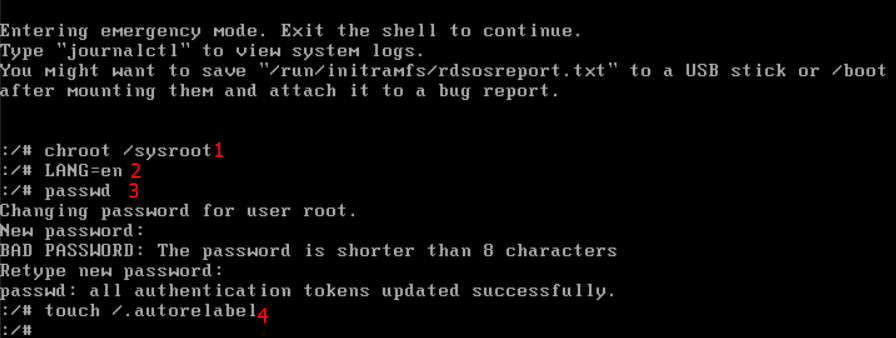 Entering emergency mode. Exit the shell to continue.
Type "journalctl" to view system logs.
You might want to save "/run/initramfs/rdsosreport.txt" to a USB stick or /boot
after mounting them and attach it to a bug report.
:/# chroot /sysroot 1
:/# LANG=en 2
:/# passwd 3
Changing password for user root.
New password:
BAD PASSWORD: The password is shorter than 8 characters
Retype new password:
passwd: all authentication tokens updated successfully.
:/# touch /.autorelabel 4
:/#